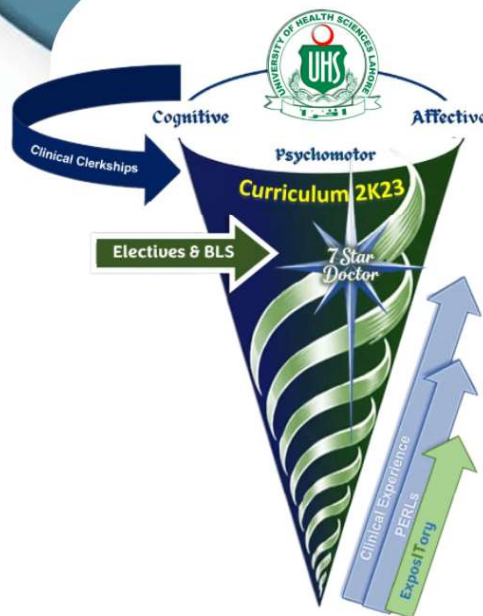 UNIVERSITY OF HEALTH SCIENCES LAHORE
UHS
Cognitive
Affective
Psychomotor
Clinical Clerkships
Curriculum 2K23
Electives & BLS
7 Star
Doctor
Clinical Experience
PERLs
ExposITory